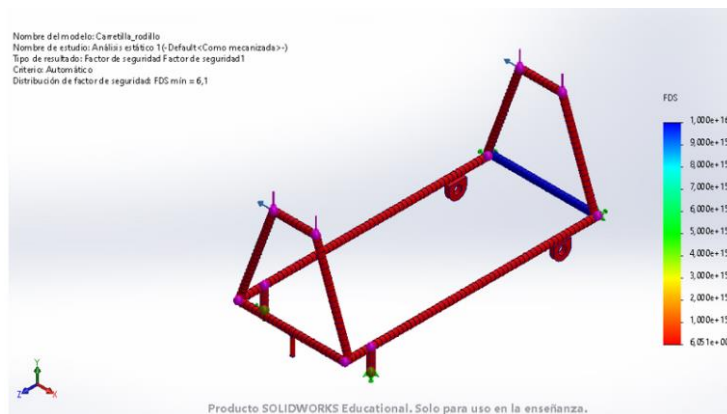 Nombre del modelo: Carretilla_rodillo
Nombre de estudio: Análisis estático 1(-Default<Como mecanizada>-)
Tipo de resultado: Factor de seguridad Factor de seguridad1
Criterio: Automático
Distribución de factor de seguridad: FDS mín = 6,1
FDS
1,000e+16
9,000e+15
8,000e+15
7,000e+15
6,000e+15
5,000e+15
4,000e+15
3,000e+15
2,000e+15
1,000e+15
6,051e+00
Y
Z
X
Producto SOLIDWORKS Educational. Solo para uso en la enseñanza.